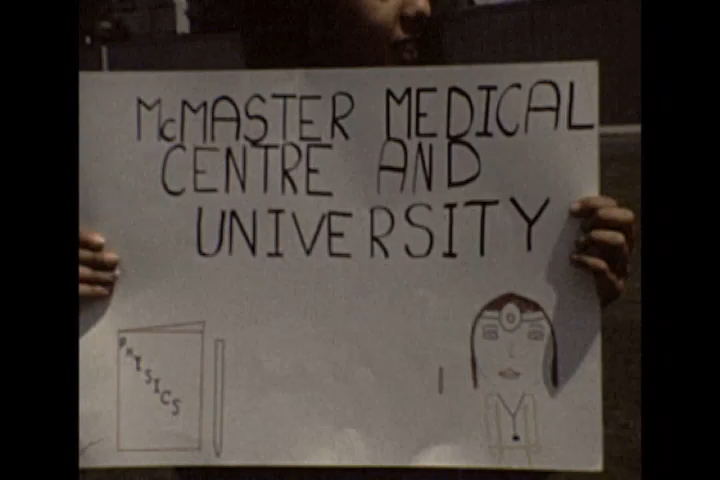 McMASTER MEDICAL
CENTRE AND
UNIVERSITY
PHYSICS